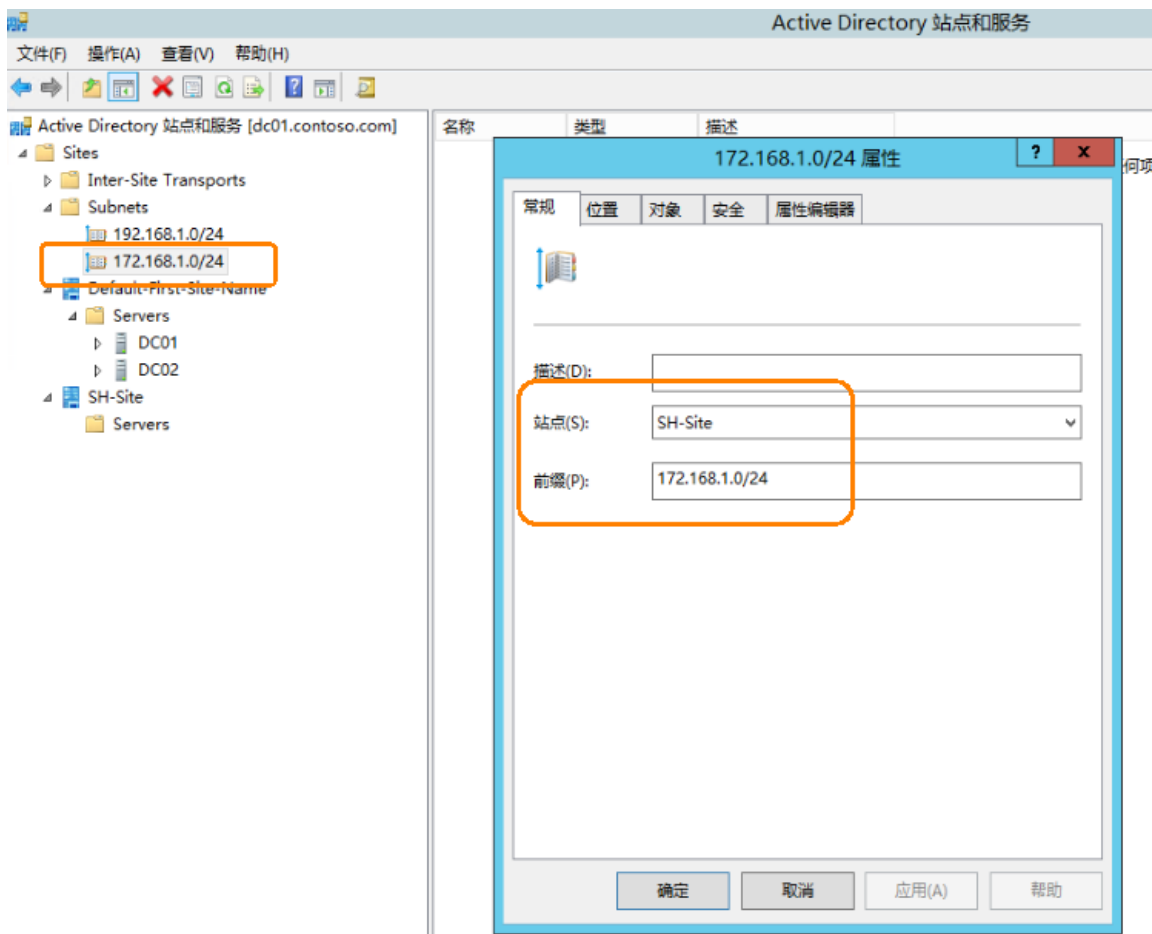 Active Directory 站点和服务
文件(F) 操作(A) 查看(V) 帮助(H)
Active Directory 站点和服务 [dc01.contoso.com]
Sites
Inter-Site Transports
Subnets
192.168.1.0/24
172.168.1.0/24
Default-First-Site-Name
Servers
DC01
DC02
SH-Site
Servers
名称 类型 描述
何项
172.168.1.0/24 属性
? x
常规 位置 对象 安全 属性编辑器
描述(D):
站点(S): SH-Site
前缀(P): 172.168.1.0/24
确定 取消 应用(A) 帮助